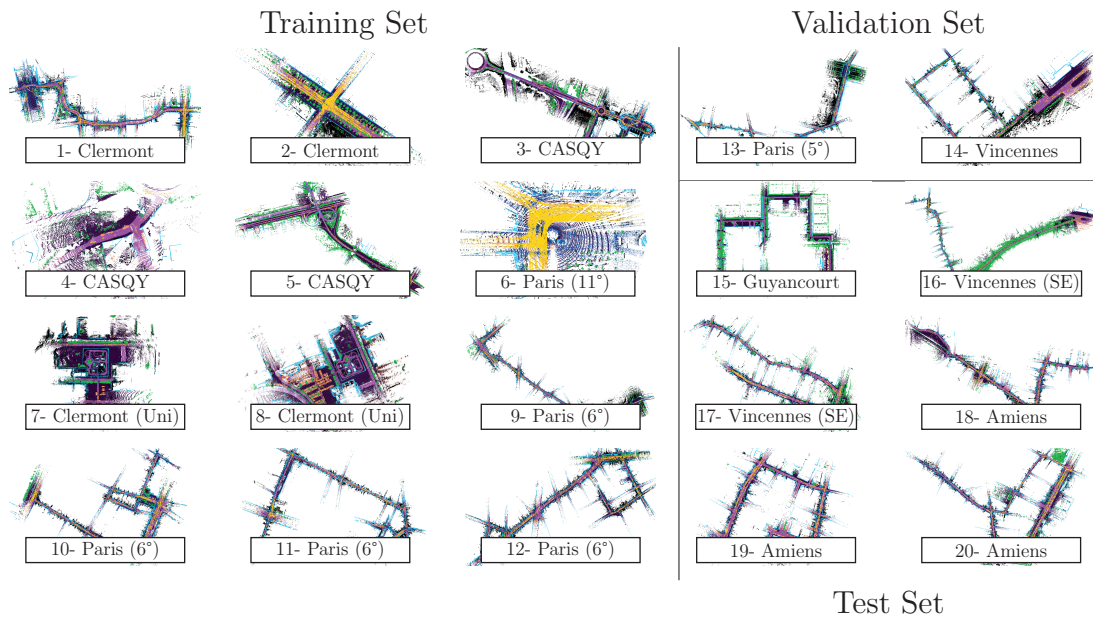 Training Set
Validation Set
1- Clermont
2- Clermont
3- CASQY
13- Paris (5°)
14- Vincennes
4- CASQY
5- CASQY
6- Paris (11°)
15- Guyancourt
16- Vincennes (SE)
7- Clermont (Uni)
8- Clermont (Uni)
9- Paris (6°)
17- Vincennes (SE)
18- Amiens
10- Paris (6°)
11- Paris (6°)
12- Paris (6°)
19- Amiens
20- Amiens
Test Set